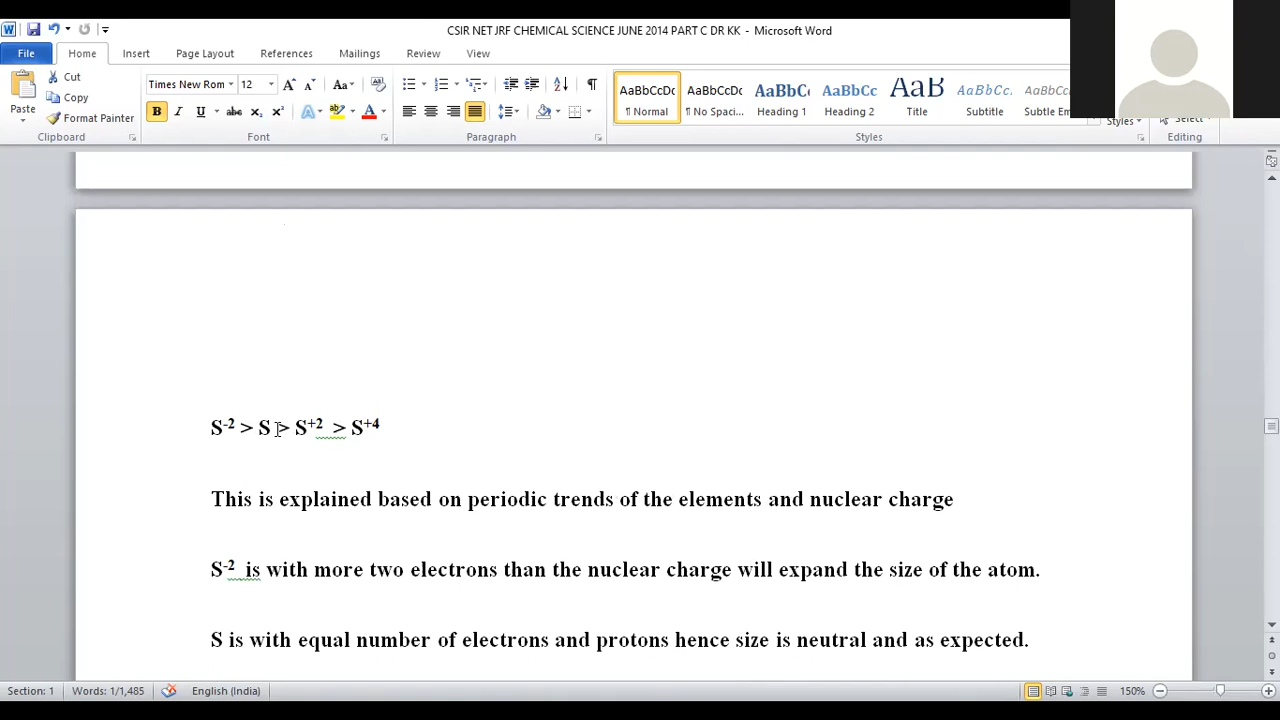 CSIR NET JRF CHEMICAL SCIENCE JUNE 2014 PART C DR KK - Microsoft Word
File Home Insert Page Layout References Mailings Review View
Paste
Cut
Copy
Format Painter
Clipboard
Times New Rom 12
Font
Paragraph
AaBbCcDc AaBbCcDc AaBbC AaBbCc AaB AaBbCc. AaBbCc
¶ Normal ¶ No Spaci... Heading 1 Heading 2 Title Subtitle Subtle Em
Styles
Styles
Select
Editing
S⁻² > S > S⁺² > S⁺⁴
This is explained based on periodic trends of the elements and nuclear charge
S⁻² is with more two electrons than the nuclear charge will expand the size of the atom.
S is with equal number of electrons and protons hence size is neutral and as expected.
Section: 1 Words: 1/1,485 English (India) 150%